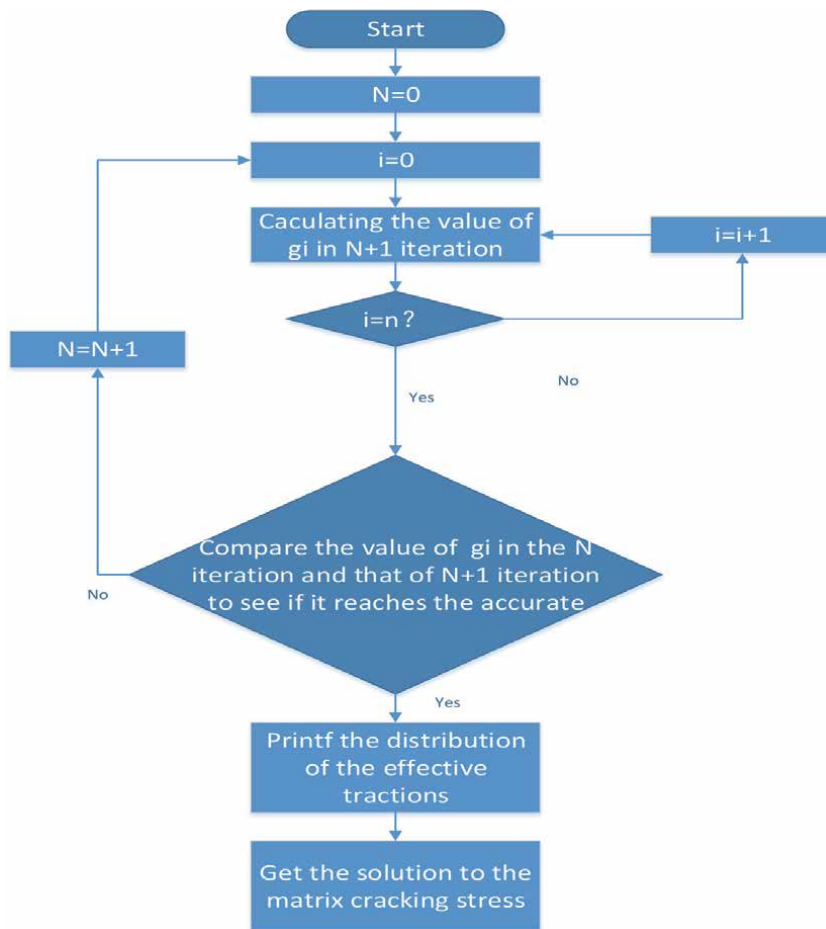 Start
N=0
i=0
Caculating the value of
gi in N+1 iteration
i=i+1
i=n?
N=N+1
No
Yes
Compare the value of gi in the N
iteration and that of N+1 iteration
to see if it reaches the accurate
No
Yes
Printf the distribution
of the effective
tractions
Get the solution to the
matrix cracking stress